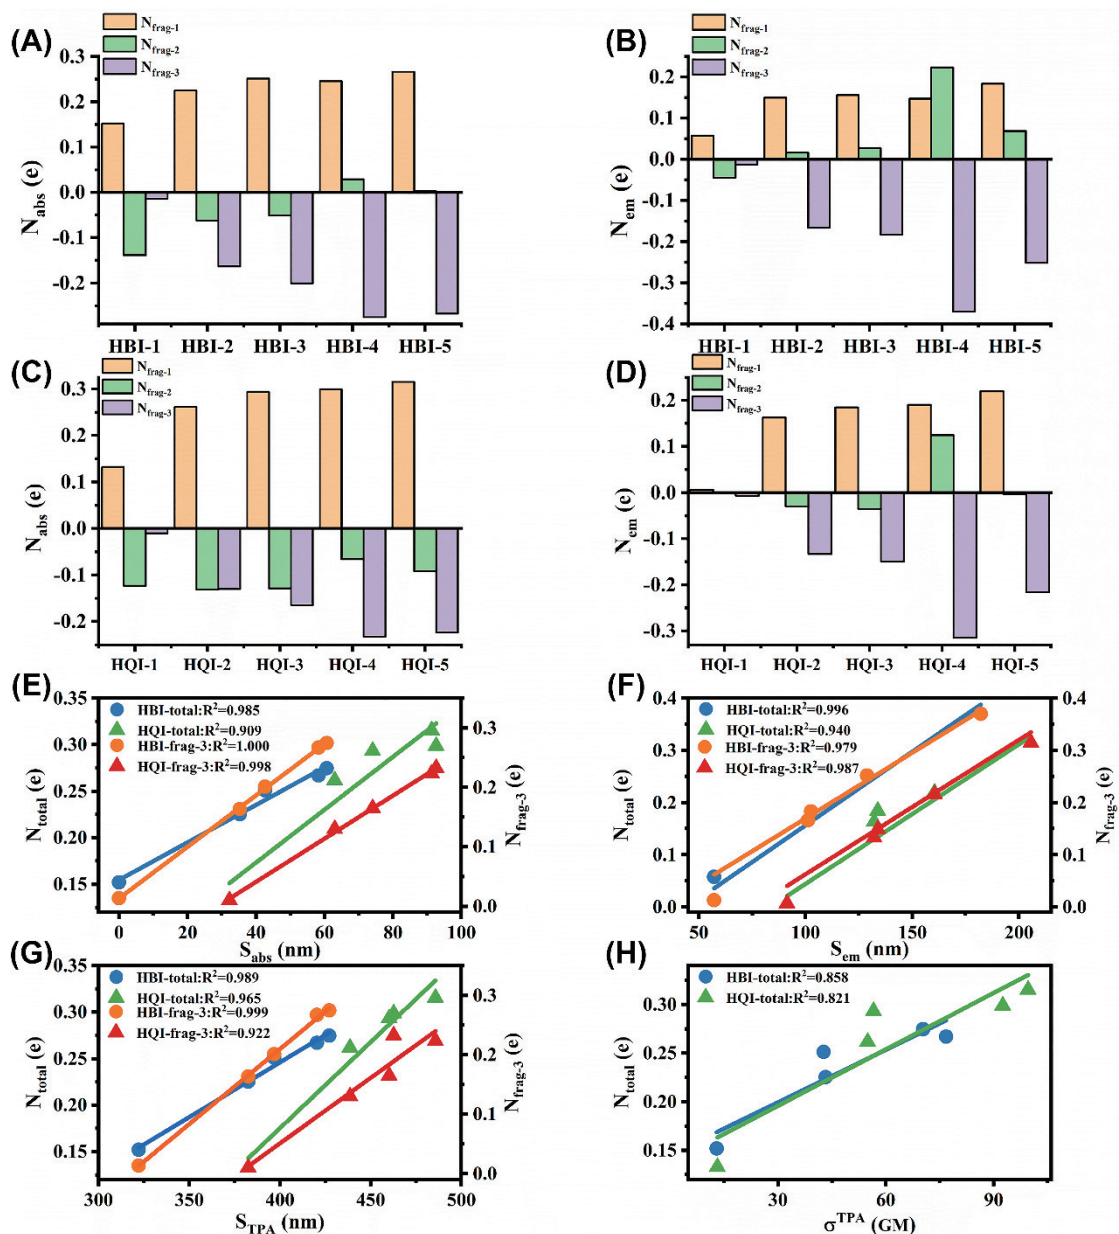 (A)
N_frag-1
N_frag-2
N_frag-3
0.3
0.2
0.1
0.0
-0.1
-0.2
N_abs (e)
HBI-1 HBI-2 HBI-3 HBI-4 HBI-5
(B)
N_frag-1
N_frag-2
N_frag-3
0.2
0.1
0.0
-0.1
-0.2
-0.3
-0.4
N_em (e)
HBI-1 HBI-2 HBI-3 HBI-4 HBI-5
(C)
N_frag-1
N_frag-2
N_frag-3
0.3
0.2
0.1
0.0
-0.1
-0.2
N_abs (e)
HQI-1 HQI-2 HQI-3 HQI-4 HQI-5
(D)
N_frag-1
N_frag-2
N_frag-3
0.2
0.1
0.0
-0.1
-0.2
-0.3
N_em (e)
HQI-1 HQI-2 HQI-3 HQI-4 HQI-5
(E)
HBI-total:R²=0.985
HQI-total:R²=0.909
HBI-frag-3:R²=1.000
HQI-frag-3:R²=0.998
0.35
0.30
0.25
0.20
0.15
N_total (e)
0.3
0.2
0.1
0.0
N_frag-3 (e)
0 20 40 60 80 100
S_abs (nm)
(F)
HBI-total:R²=0.996
HQI-total:R²=0.940
HBI-frag-3:R²=0.979
HQI-frag-3:R²=0.987
0.4
0.3
0.2
0.1
0.0
N_total (e)
0.4
0.3
0.2
0.1
0.0
N_frag-3 (e)
50 100 150 200
S_em (nm)
(G)
HBI-total:R²=0.989
HQI-total:R²=0.965
HBI-frag-3:R²=0.999
HQI-frag-3:R²=0.922
0.35
0.30
0.25
0.20
0.15
N_total (e)
0.3
0.2
0.1
0.0
N_frag-3 (e)
300 350 400 450 500
S_TPA (nm)
(H)
HBI-total:R²=0.858
HQI-total:R²=0.821
0.30
0.25
0.20
0.15
N_total (e)
30 60 90
σ^TPA (GM)